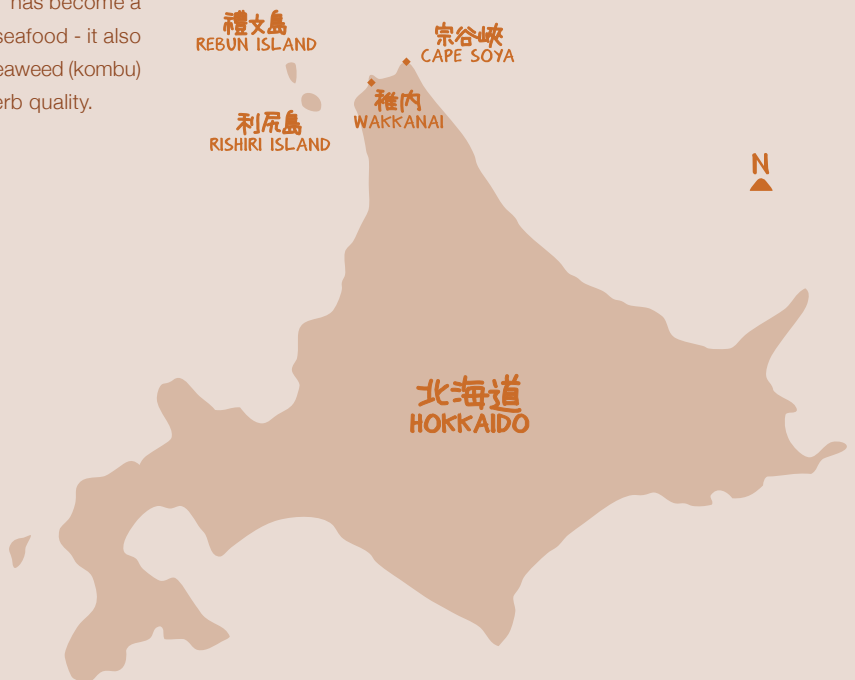 has become a
seafood - it also
eaweed (kombu)
erb quality.
禮文島
REBUN ISLAND
宗谷峽
CAPE SOYA
稚内
WAKKANAI
利尻島
RISHIRI ISLAND
N
北海道
HOKKAIDO